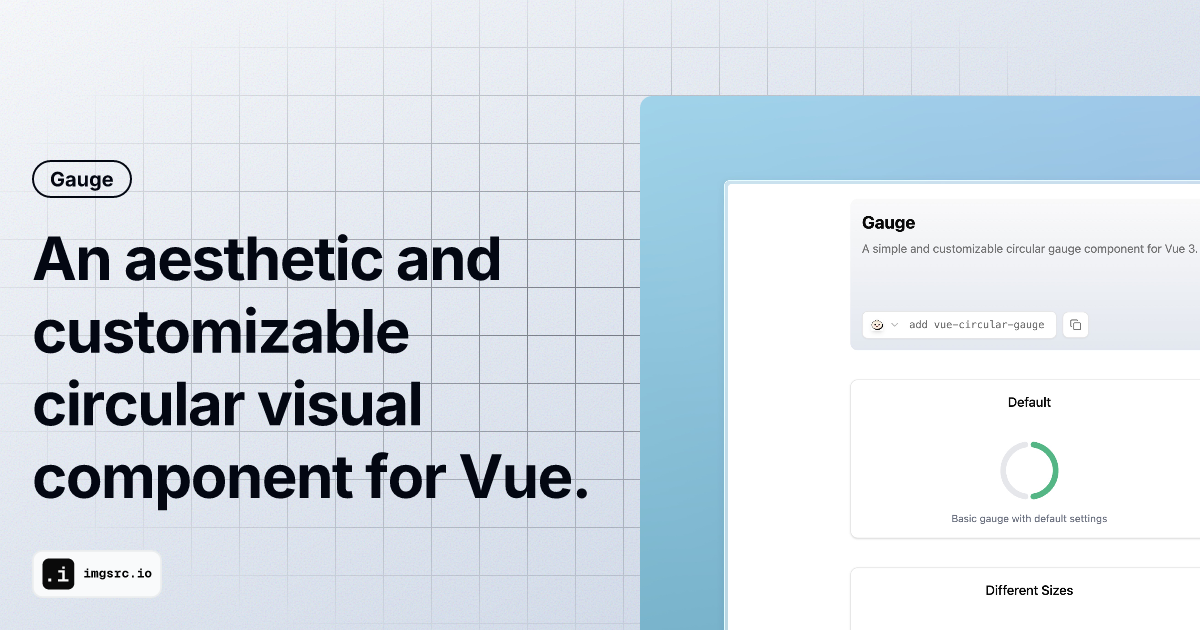 Gauge
An aesthetic and
customizable
circular visual
component for Vue.
.i imgsrc.io
Gauge
A simple and customizable circular gauge component for Vue 3.
add vue-circular-gauge
Default
Basic gauge with default settings
Different Sizes